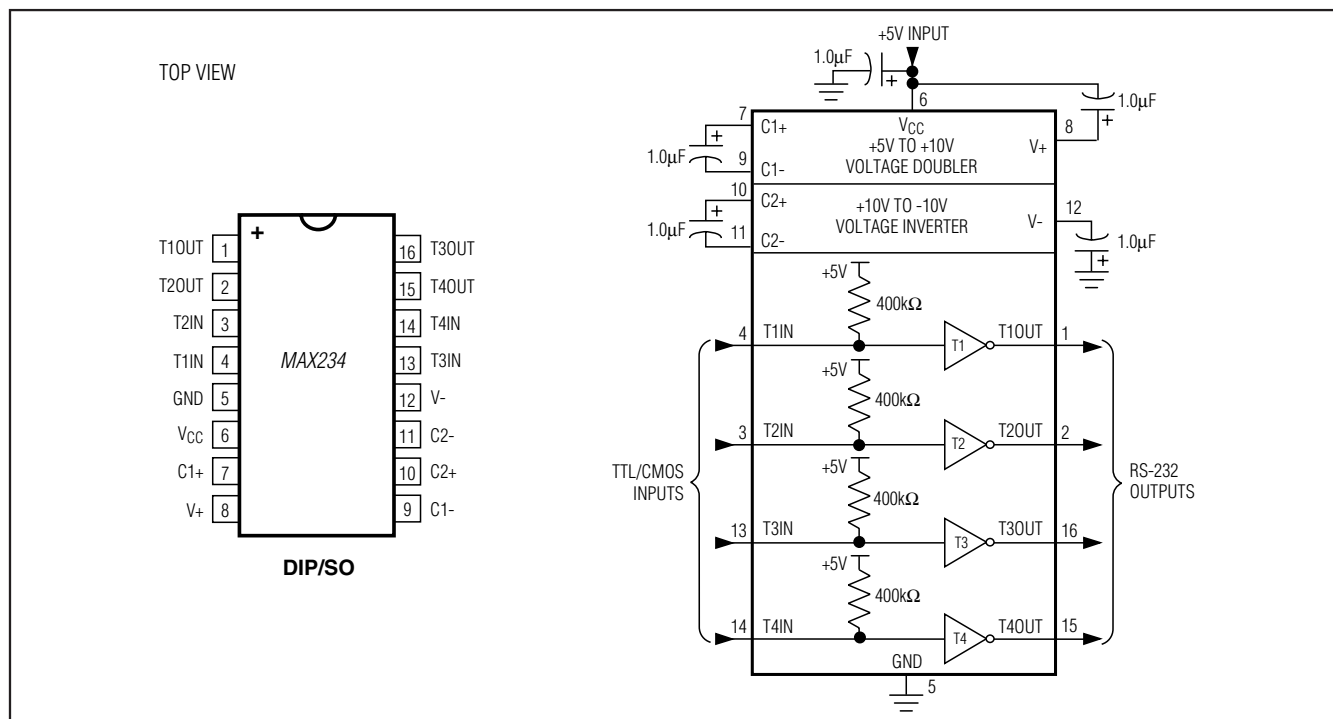 TOP VIEW
+
MAX234
T1OUT 1
T2OUT 2
T2IN 3
T1IN 4
GND 5
VCC 6
C1+ 7
V+ 8
16 T3OUT
15 T4OUT
14 T4IN
13 T3IN
12 V-
11 C2-
10 C2+
9 C1-
DIP/SO
+5V INPUT
1.0μF
+
6
1.0μF
+
7 C1+
VCC
8 V+
+5V TO +10V
VOLTAGE DOUBLER
+
1.0μF
9 C1-
10 C2+
+10V TO -10V
VOLTAGE INVERTER
V- 12
+
1.0μF
11 C2-
1.0μF
+
+5V
400kΩ
4 T1IN T1 T1OUT 1
+5V
400kΩ
3 T2IN T2 T2OUT 2
+5V
TTL/CMOS
INPUTS
RS-232
OUTPUTS
400kΩ
13 T3IN T3 T3OUT 16
+5V
400kΩ
14 T4IN T4 T4OUT 15
GND
5